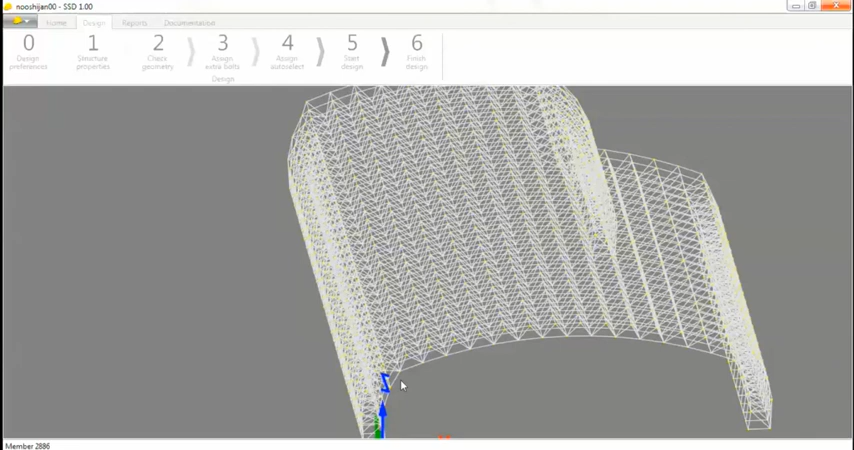 nooshijan00 - SSD 1.00
Home Design Reports Documentation
0 1 2 3 4 5 6
Design Structure Check Assign Assign Start Finish
preferences properties geometry extra bolts autoselect design design
Design
Z
Member 2886